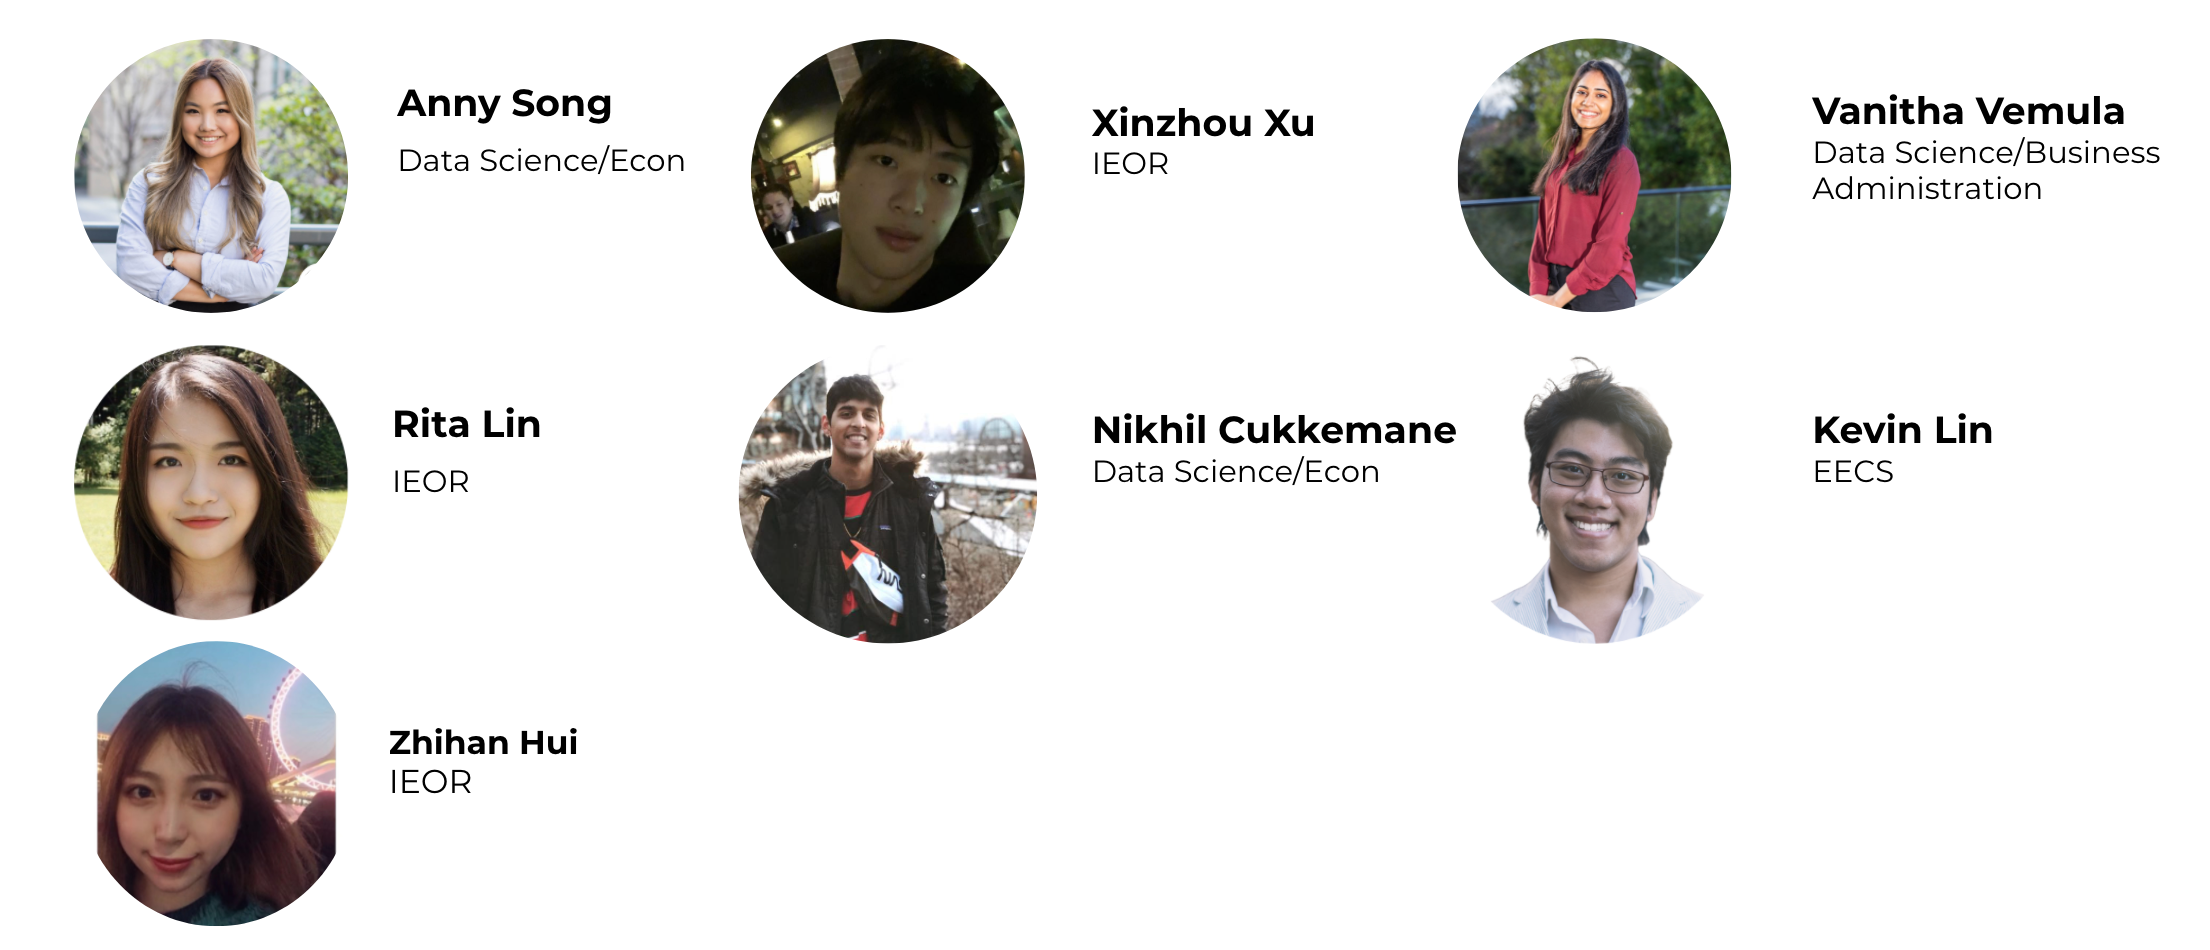 Anny Song
Data Science/Econ
Xinzhou Xu
IEOR
Vanitha Vemula
Data Science/Business
Administration
Rita Lin
IEOR
Nikhil Cukkemane
Data Science/Econ
Kevin Lin
EECS
Zhihan Hui
IEOR